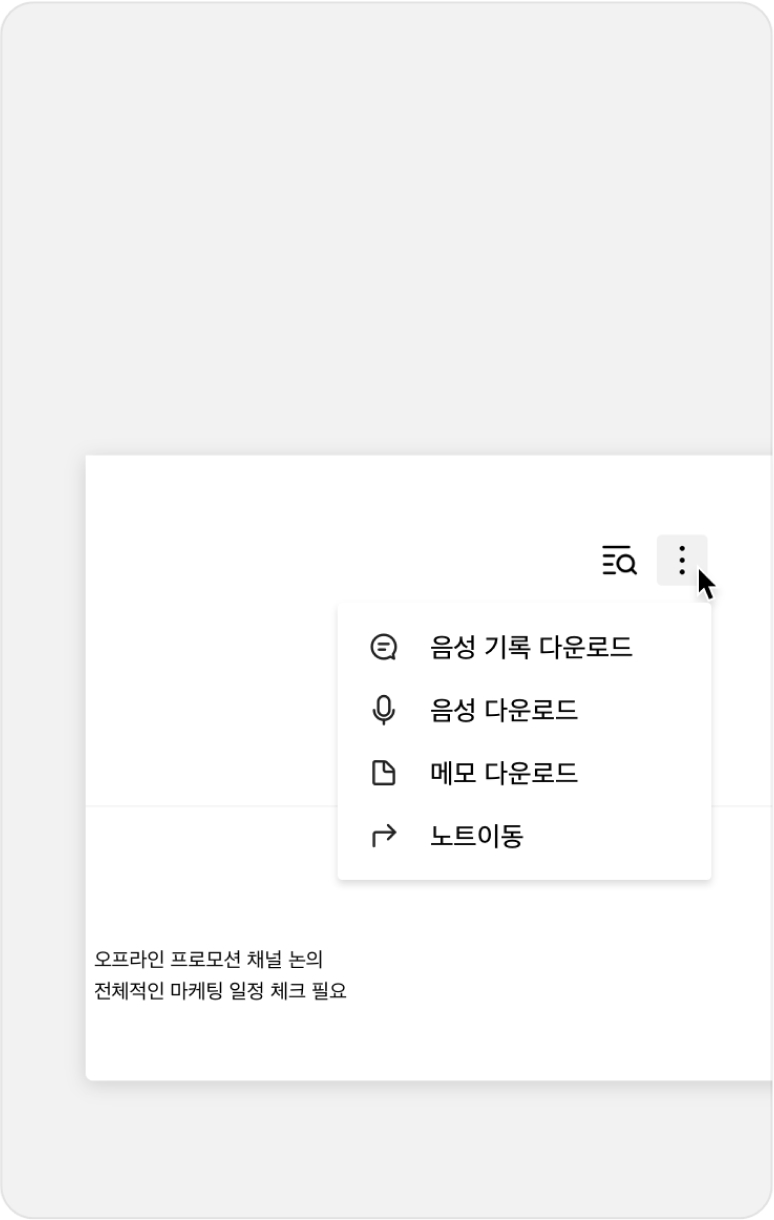 음성 기록 다운로드
음성 다운로드
메모 다운로드
노트이동
오프라인 프로모션 채널 논의
전체적인 마케팅 일정 체크 필요